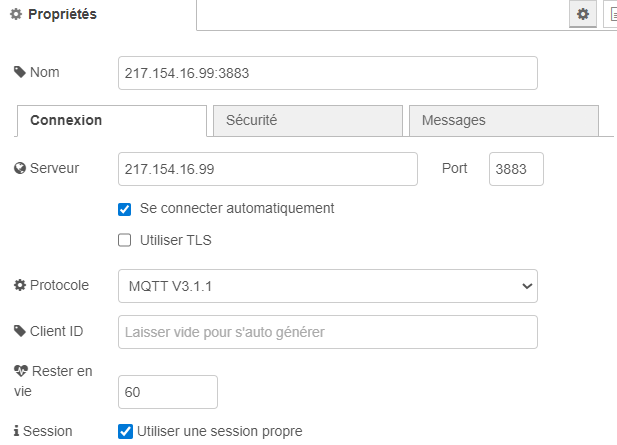 Propriétés
Nom 217.154.16.99:3883
Connexion Sécurité Messages
Serveur 217.154.16.99 Port 3883
Se connecter automatiquement
Utiliser TLS
Protocole MQTT V3.1.1
Client ID Laisser vide pour s'auto générer
Rester en
vie 60
Session Utiliser une session propre